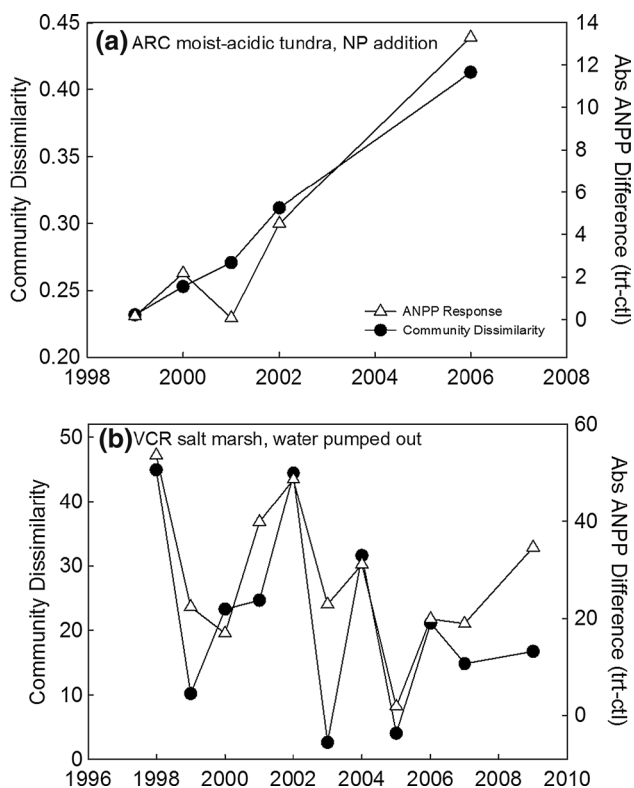 (a) ARC moist-acidic tundra, NP addition
Community Dissimilarity
0.45
0.40
0.35
0.30
0.25
0.20
14
12
10
8
6
4
2
0
Abs ANPP Difference (trt-ctl)
ANPP Response
Community Dissimilarity
1998 2000 2002 2004 2006 2008
(b) VCR salt marsh, water pumped out
Community Dissimilarity
50
40
30
20
10
0
60
40
20
0
Abs ANPP Difference (trt-ctl)
1996 1998 2000 2002 2004 2006 2008 2010